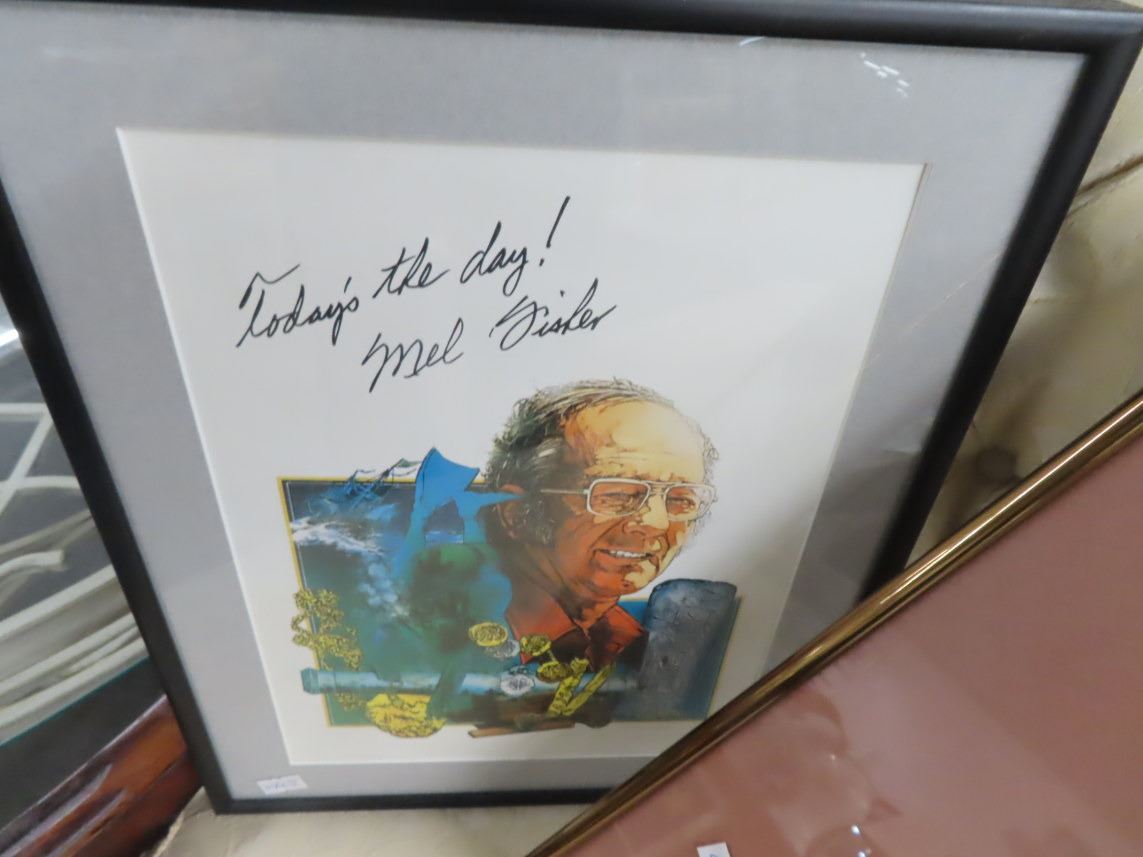 Today's the day!
Mel Fisher